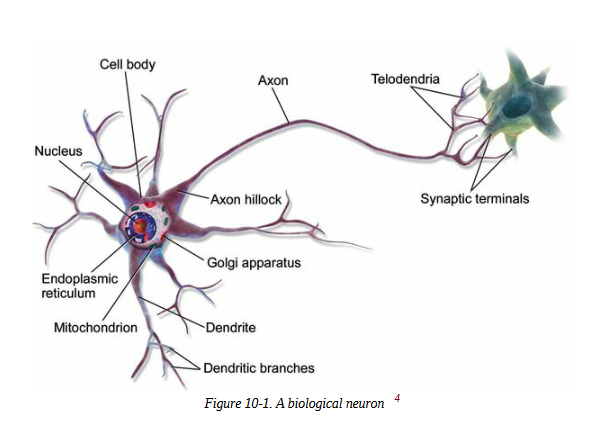 Cell body
Axon
Telodendria
Nucleus
Axon hillock
Synaptic terminals
Golgi apparatus
Endoplasmic
reticulum
Mitochondrion
Dendrite
Dendritic branches
Figure 10-1. A biological neuron 4